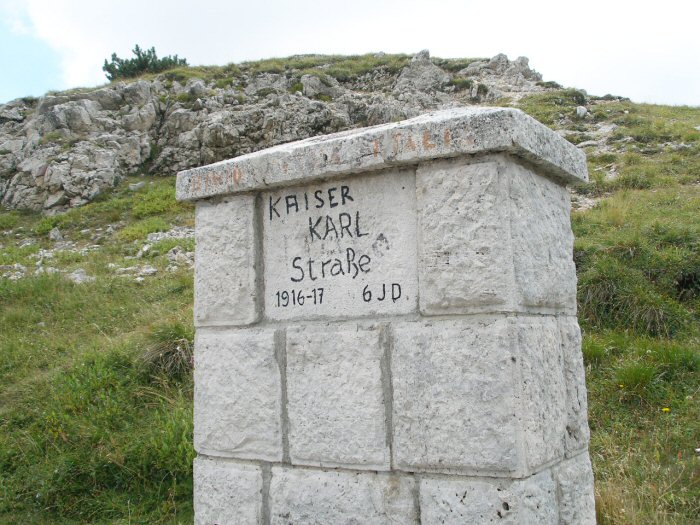 KAISER
KARL
Straße
1916-17 6JD